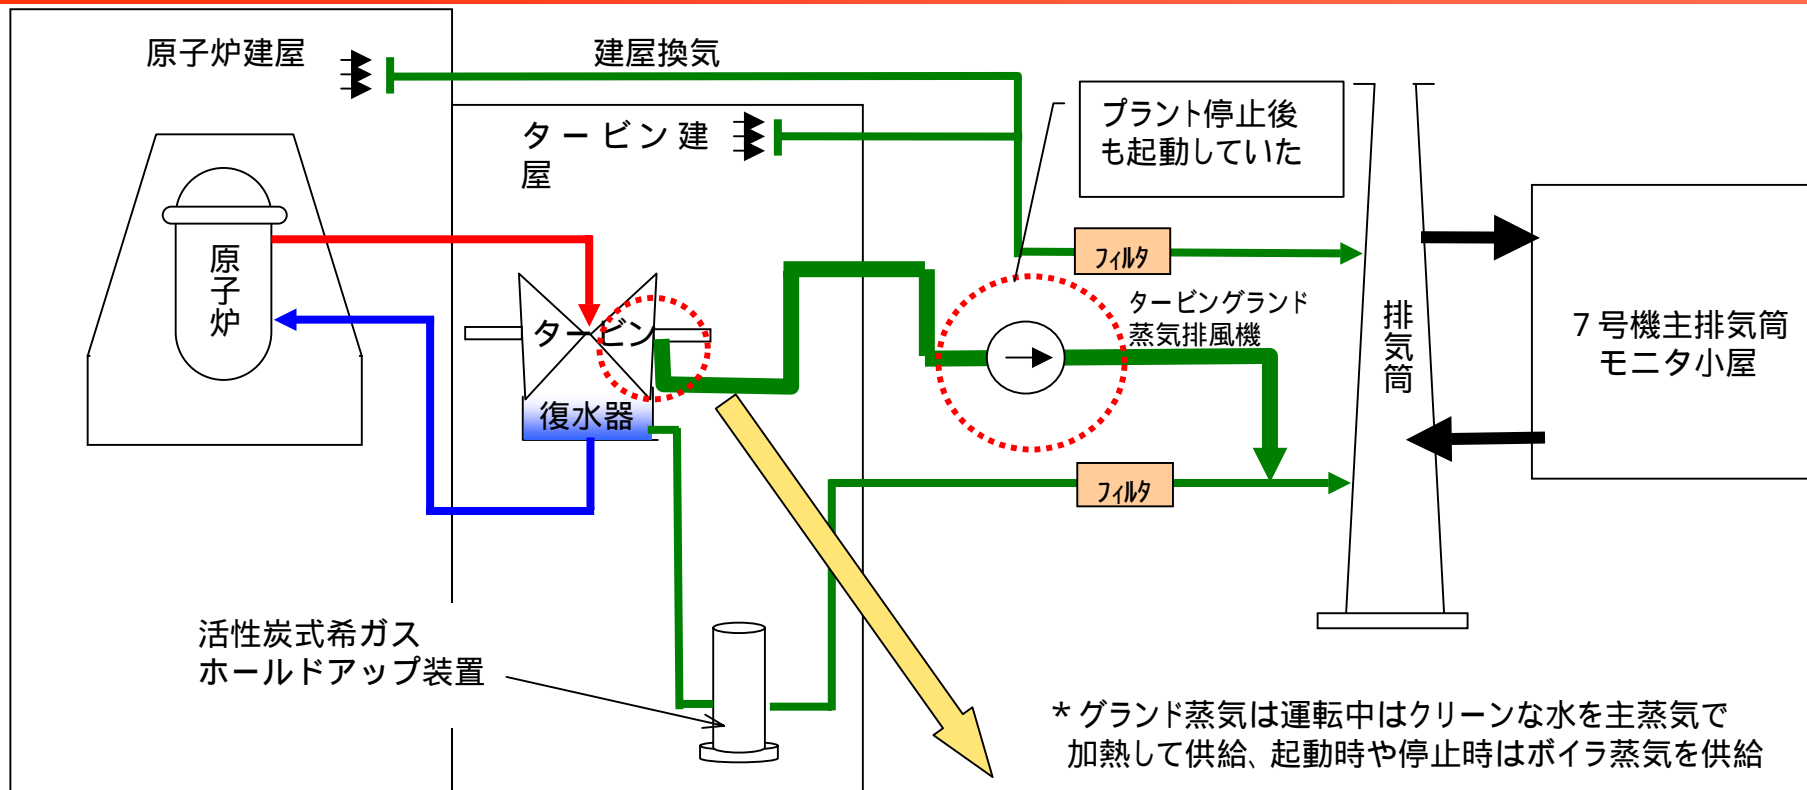 原子炉建屋
建屋換気
タービン建
屋
プラント停止後
も起動していた
原子炉
フィルタ
タービングランド
蒸気排風機
タービン
排気筒
7号機主排気筒
モニタ小屋
復水器
フィルタ
活性炭式希ガス
ホールドアップ装置
*グランド蒸気は運転中はクリーンな水を主蒸気で
加熱して供給、起動時や停止時はボイラ蒸気を供給